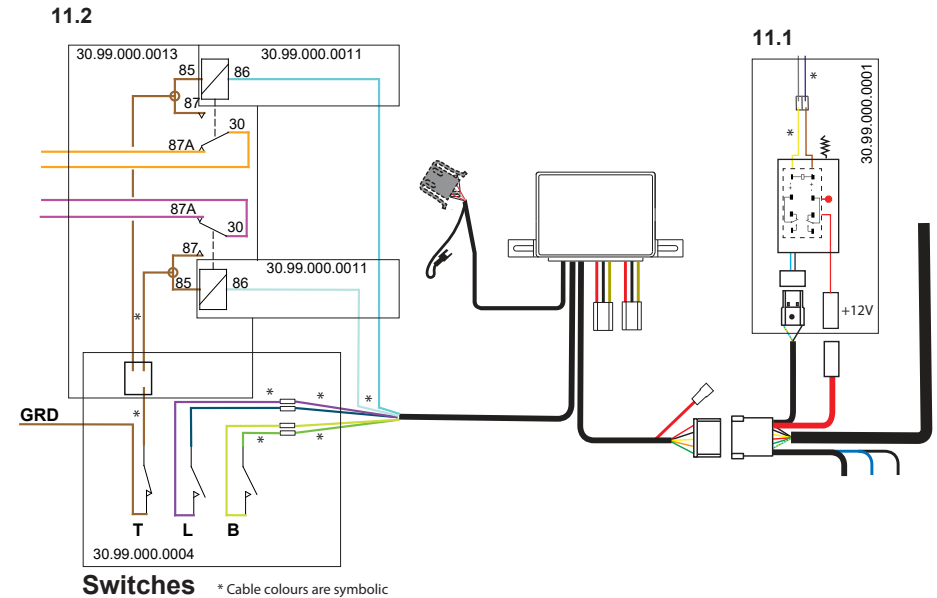 11.2
30.99.000.0013
30.99.000.0011
85
86
87
30
87A
87A
30
87
30.99.000.0011
85
86
*
*
*
*
*
*
*
GRD
T
L
B
30.99.000.0004
Switches
* Cable colours are symbolic
11.1
*
*
30.99.000.0001
+12V